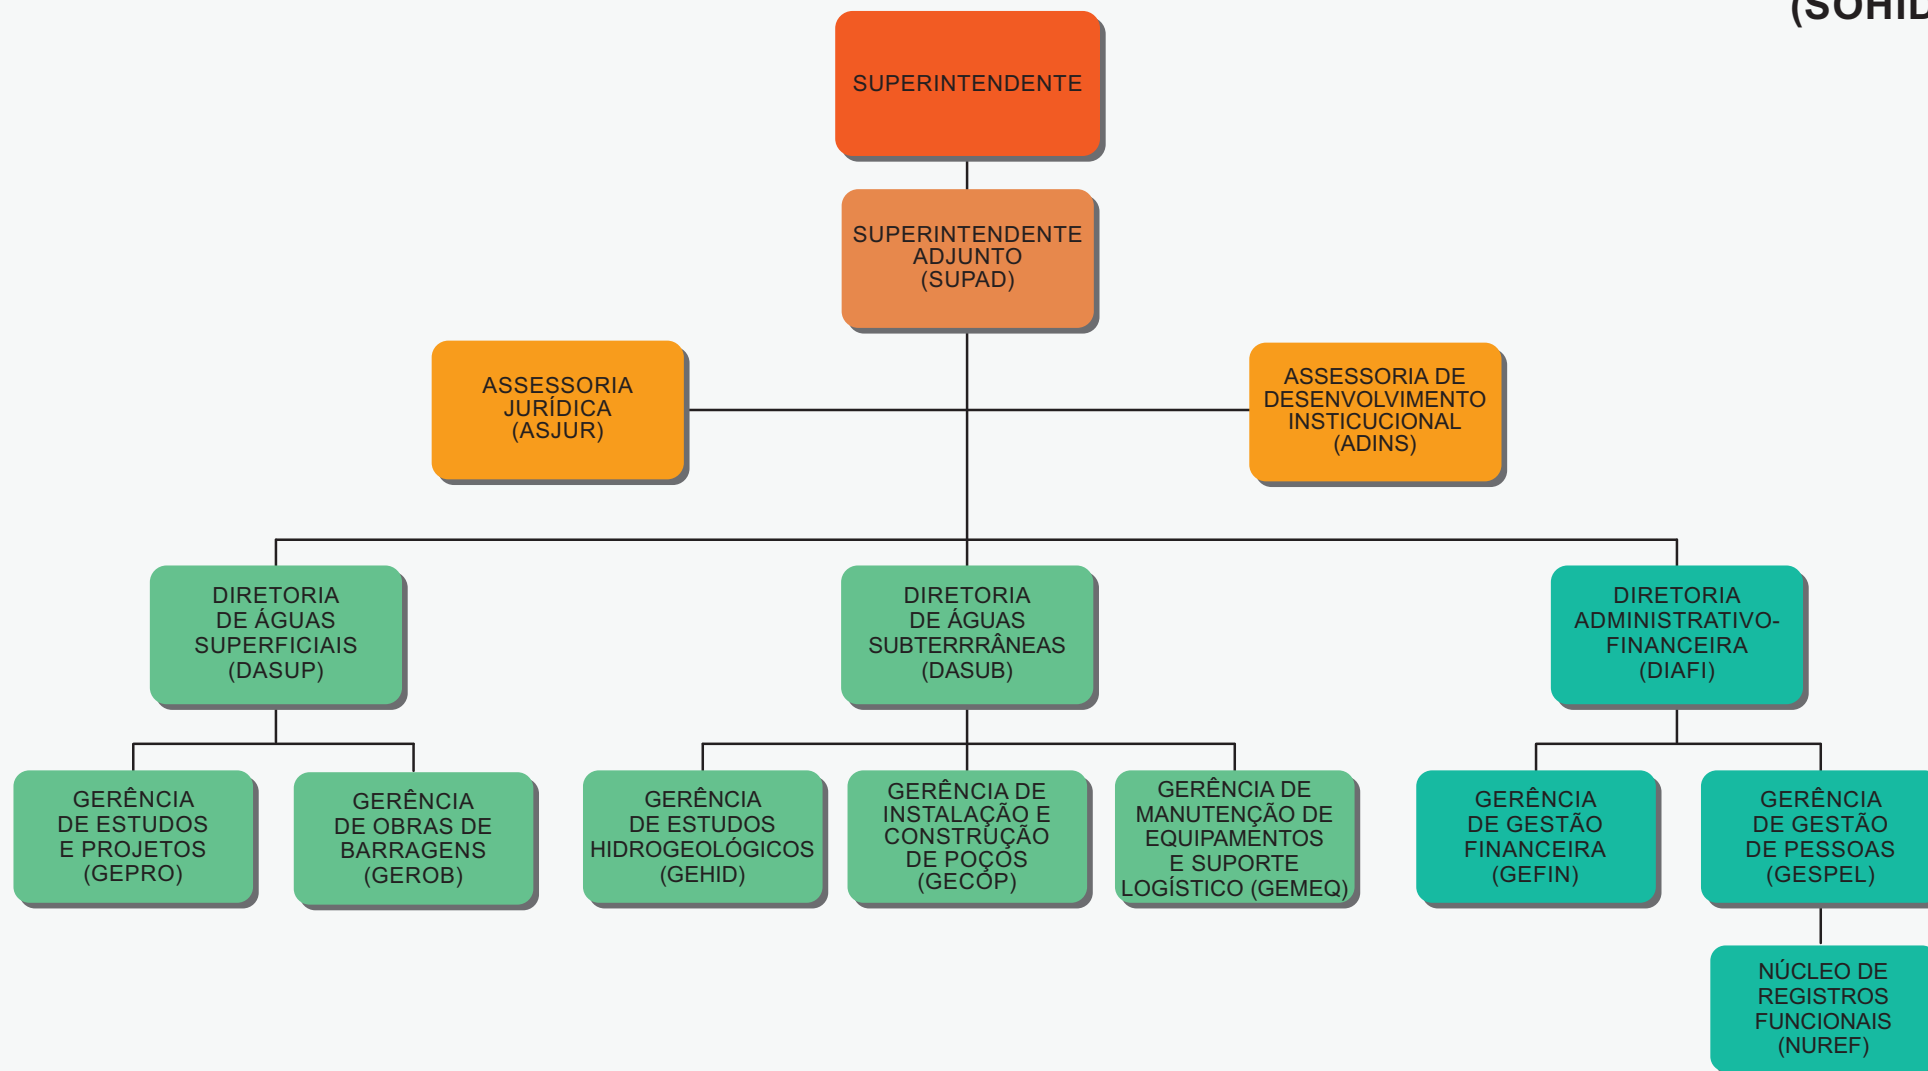 (SOHID
SUPERINTENDENTE
SUPERINTENDENTE
ADJUNTO
(SUPAD)
ASSESSORIA
JURÍDICA
(ASJUR)
ASSESSORIA DE
DESENVOLVIMENTO
INSTICUCIONAL
(ADINS)
DIRETORIA
DE ÁGUAS
SUPERFICIAIS
(DASUP)
DIRETORIA
DE ÁGUAS
SUBTERRRÂNEAS
(DASUB)
DIRETORIA
ADMINISTRATIVO-
FINANCEIRA
(DIAFI)
GERÊNCIA
DE ESTUDOS
E PROJETOS
(GEPRO)
GERÊNCIA
DE OBRAS DE
BARRAGENS
(GEROB)
GERÊNCIA
DE ESTUDOS
HIDROGEOLÓGICOS
(GEHID)
GERÊNCIA DE
INSTALAÇÃO E
CONSTRUÇÃO
DE POÇOS
(GECOP)
GERÊNCIA DE
MANUTENÇÃO DE
EQUIPAMENTOS
E SUPORTE
LOGÍSTICO (GEMEQ)
GERÊNCIA
DE GESTÃO
FINANCEIRA
(GEFIN)
GERÊNCIA
DE GESTÃO
DE PESSOAS
(GESPEL)
NÚCLEO DE
REGISTROS
FUNCIONAIS
(NUREF)